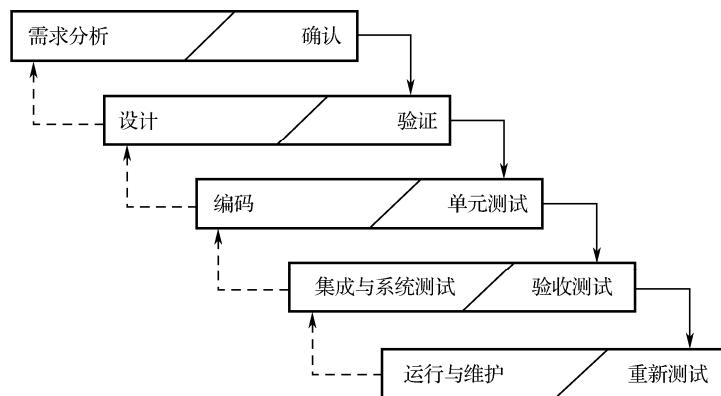 需求分析 确认
设计 验证
编码 单元测试
集成与系统测试 验收测试
运行与维护 重新测试